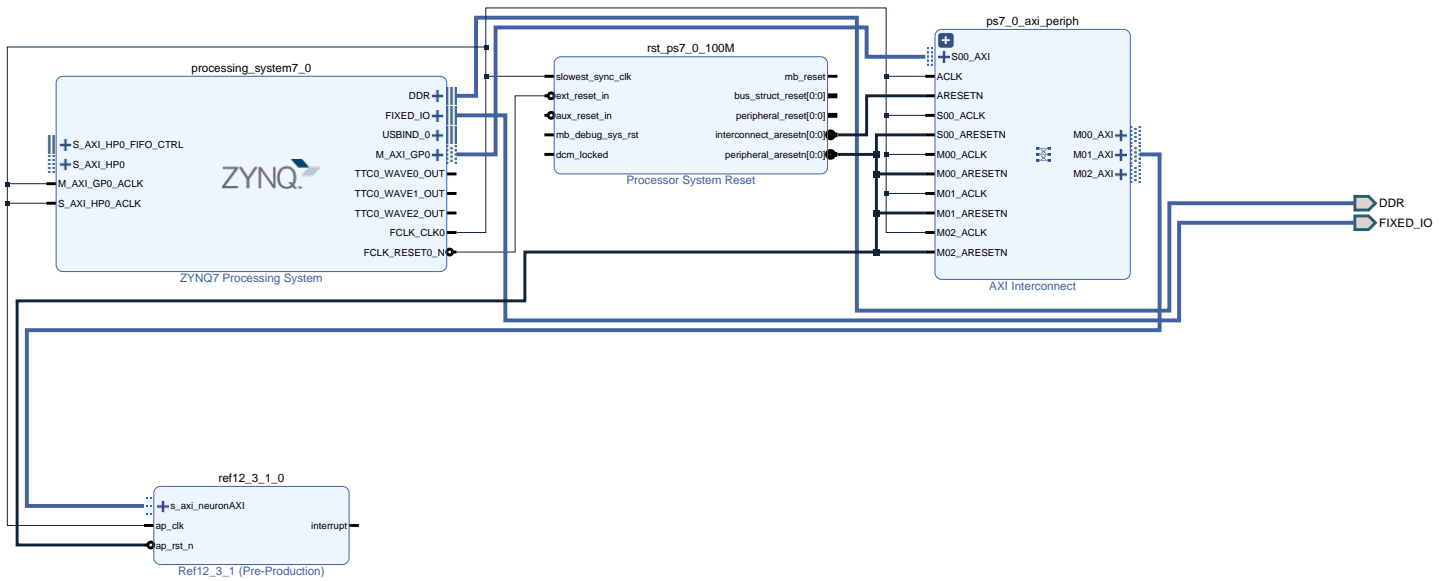 processing_system7_0
DDR
FIXED_IO
USBIND_0
M_AXI_GP0
TTC0_WAVE0_OUT
TTC0_WAVE1_OUT
TTC0_WAVE2_OUT
FCLK_CLK0
FCLK_RESET0_N
S_AXI_HP0_FIFO_CTRL
S_AXI_HP0
M_AXI_GP0_ACLK
S_AXI_HP0_ACLK
ZYNQ
ZYNQ7 Processing System
rst_ps7_0_100M
slowest_sync_clk
ext_reset_in
aux_reset_in
mb_debug_sys_rst
dcm_locked
mb_reset
bus_struct_reset[0:0]
peripheral_reset[0:0]
interconnect_aresetn[0:0]
peripheral_aresetn[0:0]
Processor System Reset
ps7_0_axi_periph
S00_AXI
ACLK
ARESETN
S00_ACLK
S00_ARESETN
M00_ACLK
M00_ARESETN
M01_ACLK
M01_ARESETN
M02_ACLK
M02_ARESETN
M00_AXI
M01_AXI
M02_AXI
AXI Interconnect
DDR
FIXED_IO
ref12_3_1_0
s_axi_neuronAXI
ap_clk
ap_rst_n
interrupt
Ref12_3_1 (Pre-Production)